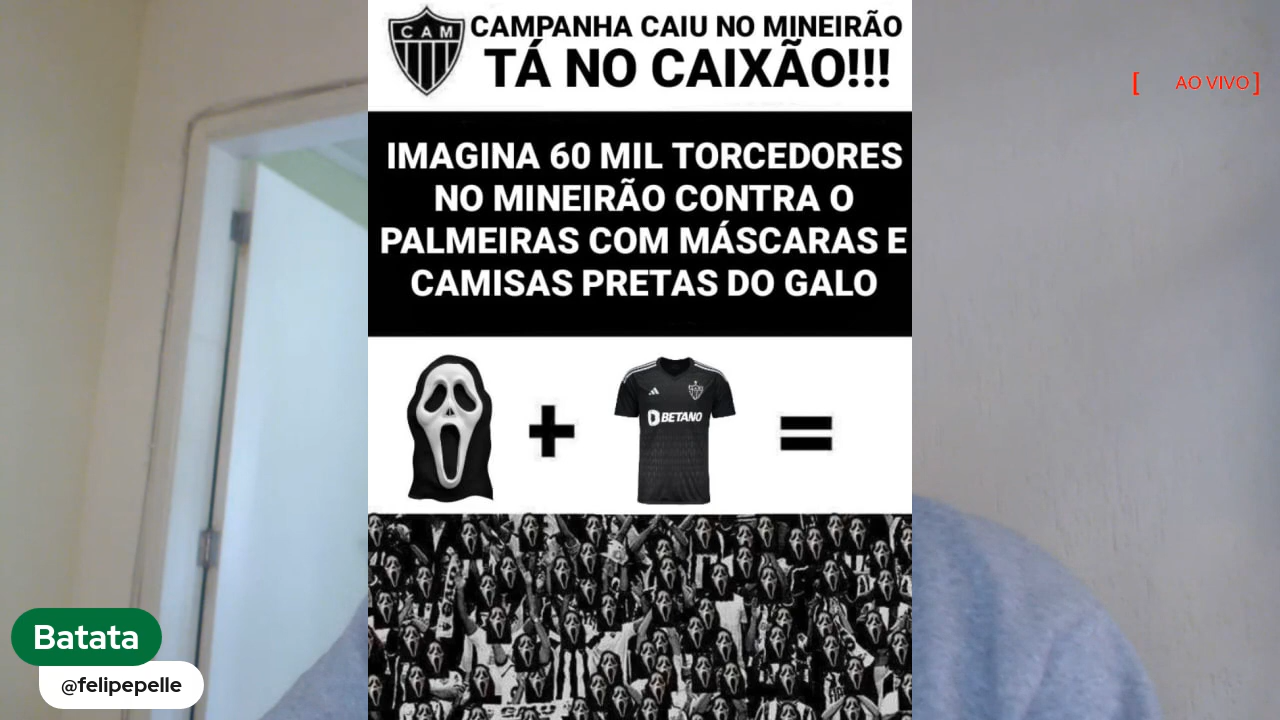 CAM
CAMPANHA CAIU NO MINEIRÃO
TÁ NO CAIXÃO!!!
[ AO VIVO ]
IMAGINA 60 MIL TORCEDORES
NO MINEIRÃO CONTRA O
PALMEIRAS COM MÁSCARAS E
CAMISAS PRETAS DO GALO
+
BETANO
=
Batata
@felipepelle